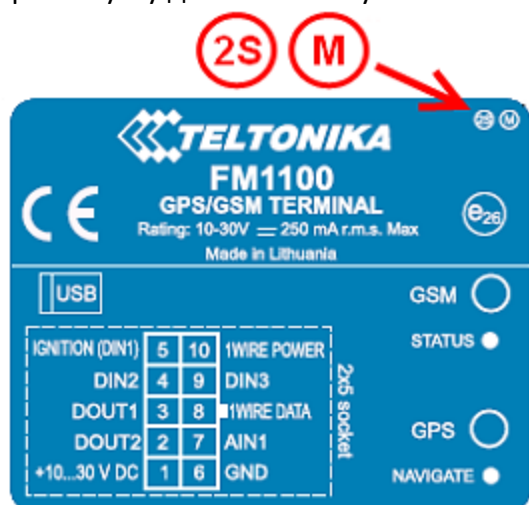 2S M
2S M
TELTONIKA
FM1100
GPS/GSM TERMINAL
Rating: 10-30V 250 mA r.m.s. Max
Made in Lithuania
CE
e26
USB
GSM
STATUS
GPS
NAVIGATE
IGNITION (DIN1) 5 10 1WIRE POWER
DIN2 4 9 DIN3
DOUT1 3 8 1WIRE DATA
DOUT2 2 7 AIN1
+10...30 V DC 1 6 GND
2x5 socket